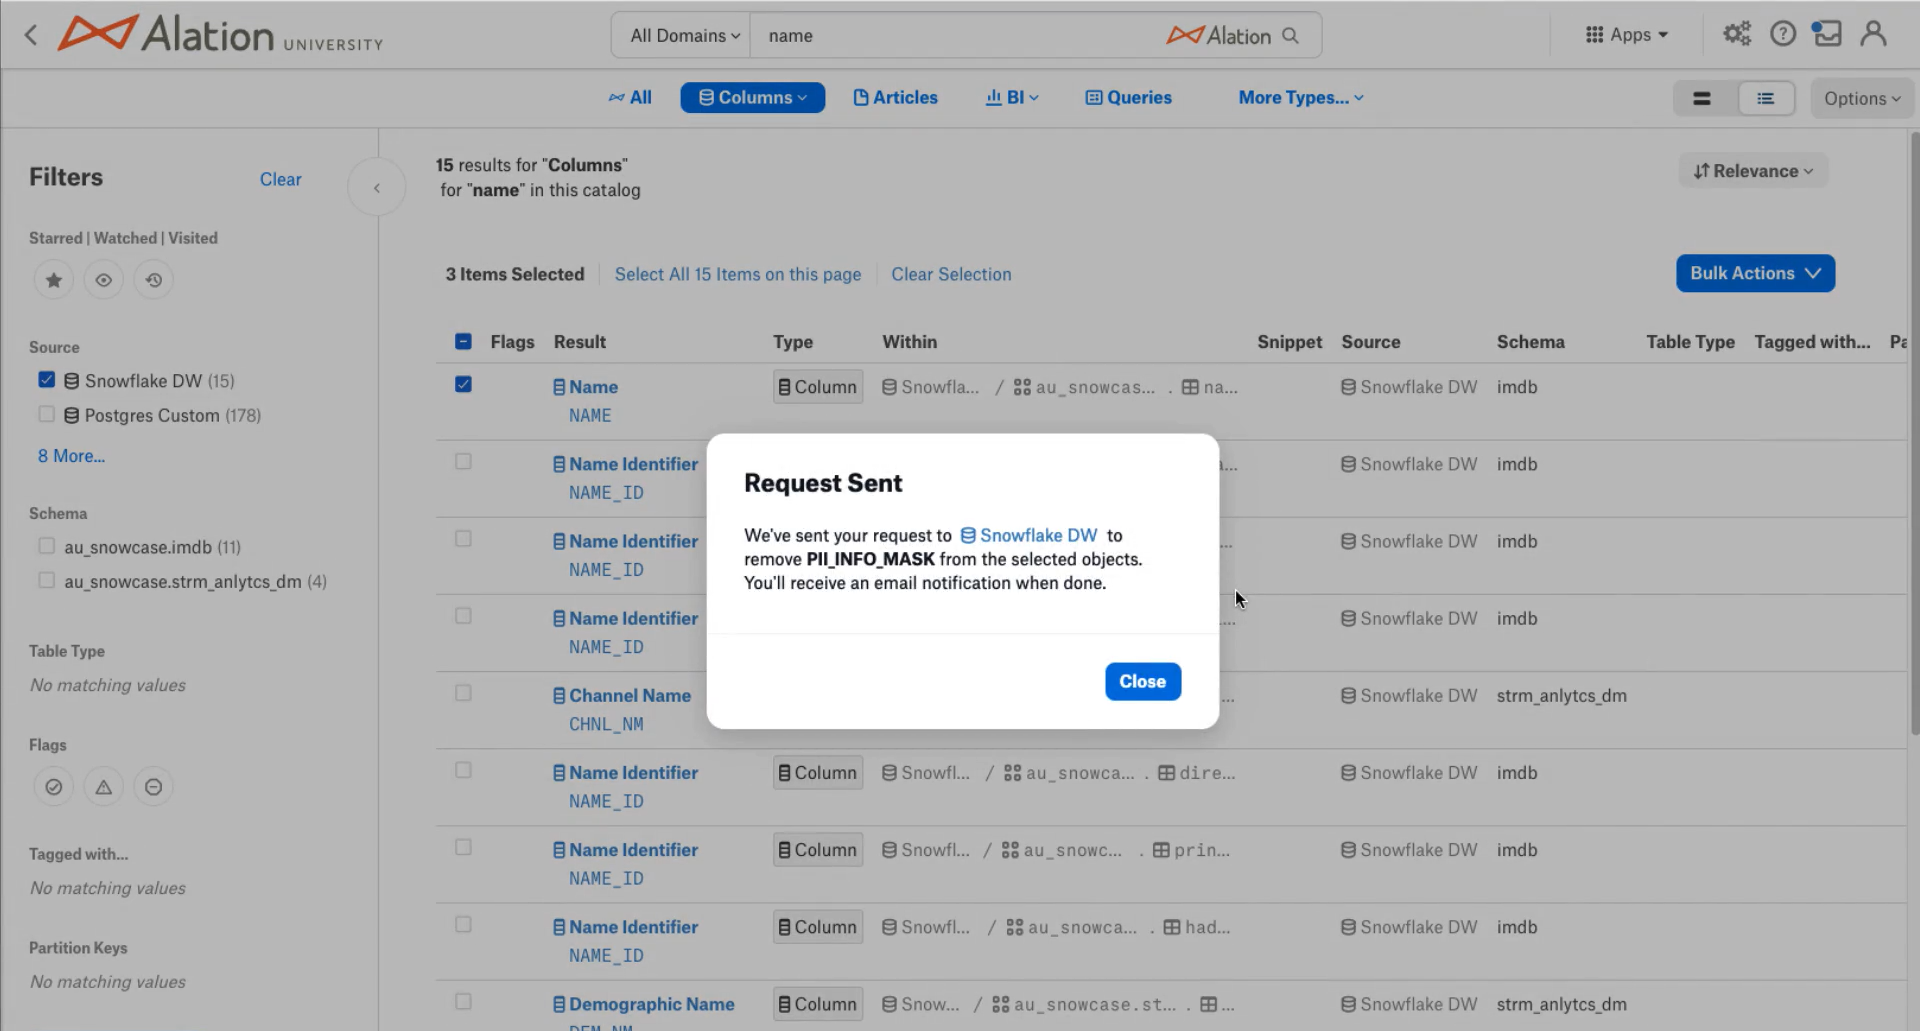 Alation UNIVERSITY
All Domains
name
Alation
Apps
All
Columns
Articles
BI
Queries
More Types...
Options
Filters
Clear
Starred | Watched | Visited
Source
Snowflake DW (15)
Postgres Custom (178)
8 More...
Schema
au_snowcase.imdb (11)
au_snowcase.strm_anlytcs_dm (4)
Table Type
No matching values
Flags
Tagged with...
No matching values
Partition Keys
No matching values
15 results for "Columns"
for "name" in this catalog
Relevance
3 Items Selected
Select All 15 Items on this page
Clear Selection
Bulk Actions
Flags Result Type Within Snippet Source Schema Table Type Tagged with... Pa
Name Column Snowfla... / au_snowcas... . na... Snowflake DW imdb
NAME
Name Identifier a... Snowflake DW imdb
NAME_ID
Name Identifier ... Snowflake DW imdb
NAME_ID
Name Identifier ... Snowflake DW imdb
NAME_ID
Channel Name ... Snowflake DW strm_anlytcs_dm
CHNL_NM
Name Identifier Column Snowfl... / au_snowca... . dire... Snowflake DW imdb
NAME_ID
Name Identifier Column Snowfl... / au_snowc... . prin... Snowflake DW imdb
NAME_ID
Name Identifier Column Snowfl... / au_snowca... . had... Snowflake DW imdb
NAME_ID
Demographic Name Column Snow... / au_snowcase.st... . ... Snowflake DW strm_anlytcs_dm
DEM_NM
Request Sent
We've sent your request to Snowflake DW to
remove PII_INFO_MASK from the selected objects.
You'll receive an email notification when done.
Close